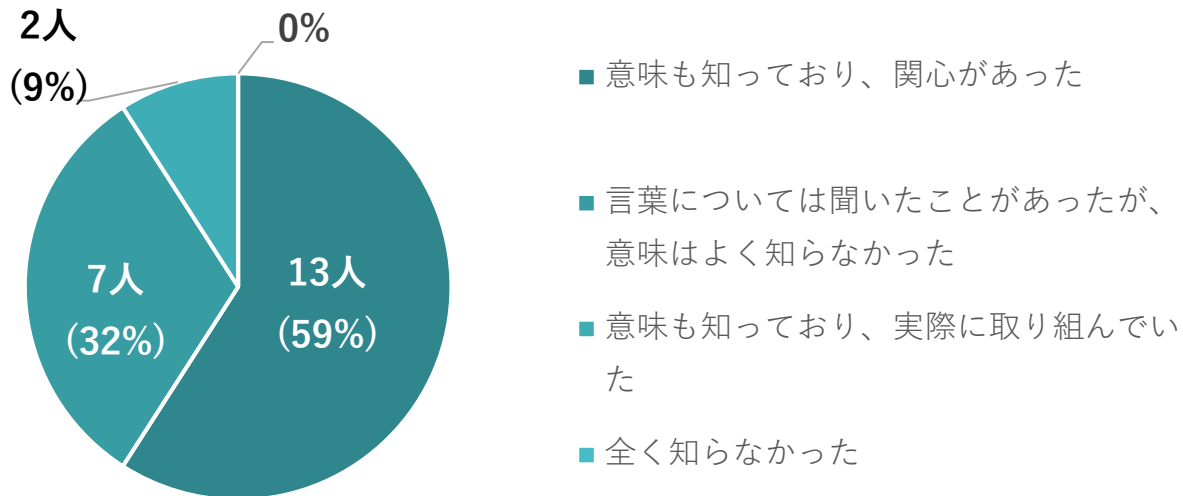 2人
(9%)
0%
13人
(59%)
7人
(32%)
■ 意味も知っており、関心があった
■ 言葉については聞いたことがあったが、
意味はよく知らなかった
■ 意味も知っており、実際に取り組んでい
た
■ 全く知らなかった